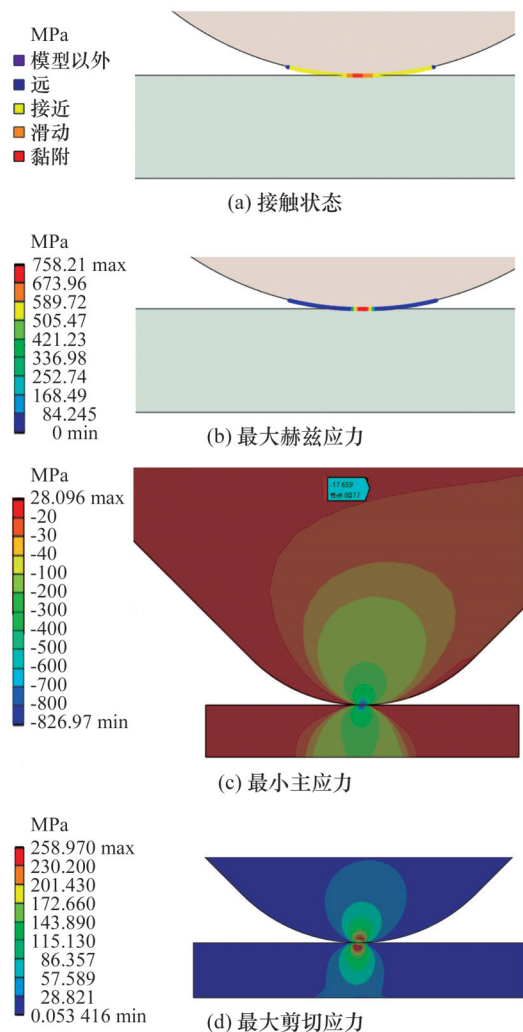 MPa
模型以外
远
接近
滑动
黏附
(a) 接触状态
MPa
758.21 max
673.96
589.72
505.47
421.23
336.98
252.74
168.49
84.245
0 min
(b) 最大赫兹应力
MPa
28.096 max
-20
-30
-40
-100
-200
-300
-400
-500
-600
-700
-800
-826.97 min
-17.659
(c) 最小主应力
MPa
258.970 max
230.200
201.430
172.660
143.890
115.130
86.357
57.589
28.821
0.053 416 min
(d) 最大剪切应力